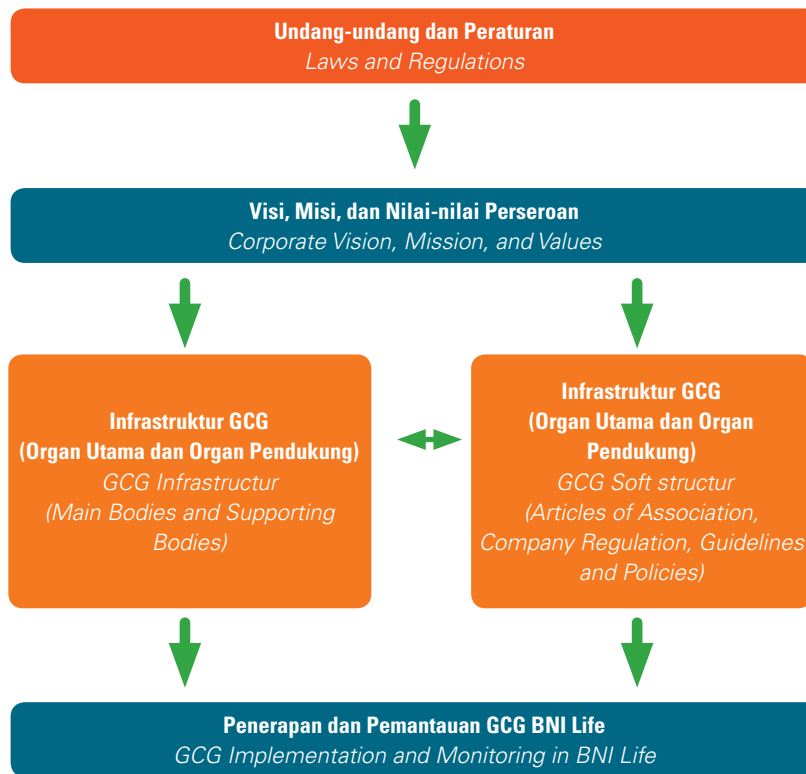 Undang-undang dan Peraturan
Laws and Regulations
Visi, Misi, dan Nilai-nilai Perseroan
Corporate Vision, Mission, and Values
Infrastruktur GCG
(Organ Utama dan Organ Pendukung)
GCG Infrastructur
(Main Bodies and Supporting
Bodies)
Infrastruktur GCG
(Organ Utama dan Organ
Pendukung)
GCG Soft structur
(Articles of Association,
Company Regulation, Guidelines
and Policies)
Penerapan dan Pemantauan GCG BNI Life
GCG Implementation and Monitoring in BNI Life